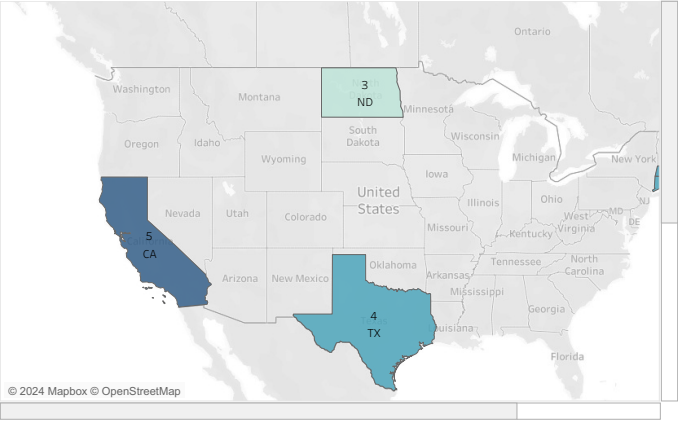 Ontario
Washington
Montana
3
ND
Minnesota
Oregon
Idaho
South
Dakota
Wisconsin
Michigan
New York
Wyoming
Iowa
Nevada
Utah
Colorado
United
States
Illinois
Ohio
NJ
MD
DE
West
Virginia
Missouri
Kentucky
5
CA
Arizona
New Mexico
Oklahoma
Arkansas
Tennessee
North
Carolina
Mississippi
Georgia
4
TX
Louisiana
Florida
© 2024 Mapbox © OpenStreetMap